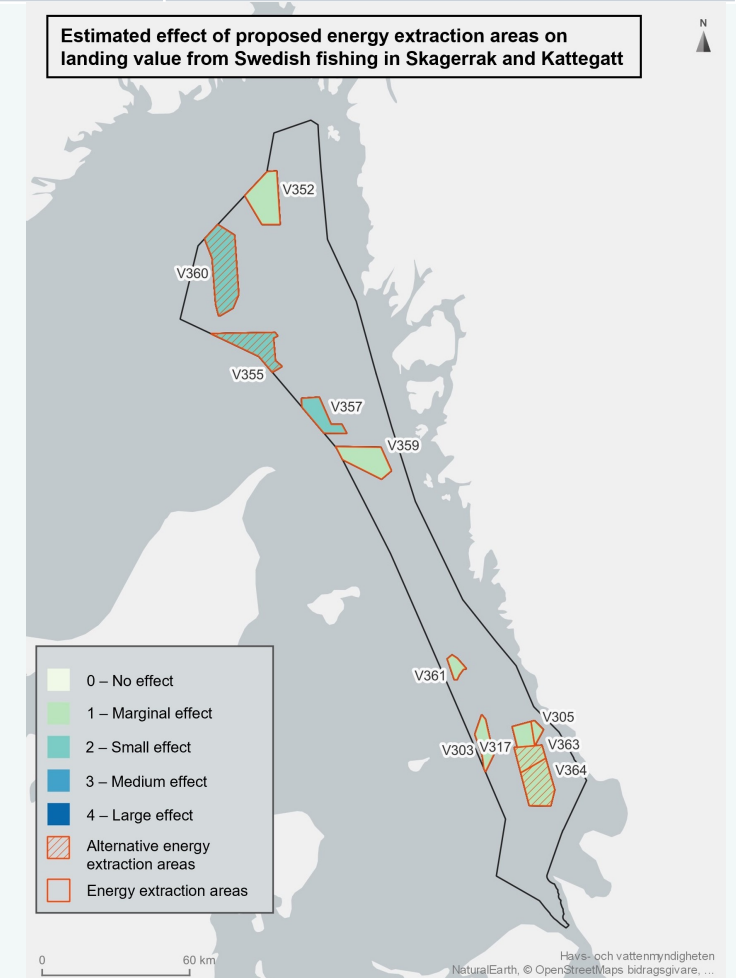 Estimated effect of proposed energy extraction areas on
landing value from Swedish fishing in Skagerrak and Kattegatt
N
V352
V360
V355
V357
V359
V361
V305
V303
V317
V363
V364
0 – No effect
1 – Marginal effect
2 – Small effect
3 – Medium effect
4 – Large effect
Alternative energy
extraction areas
Energy extraction areas
0
60 km
Havs- och vattenmyndigheten
NaturalEarth, © OpenStreetMaps bidragsgivare, …